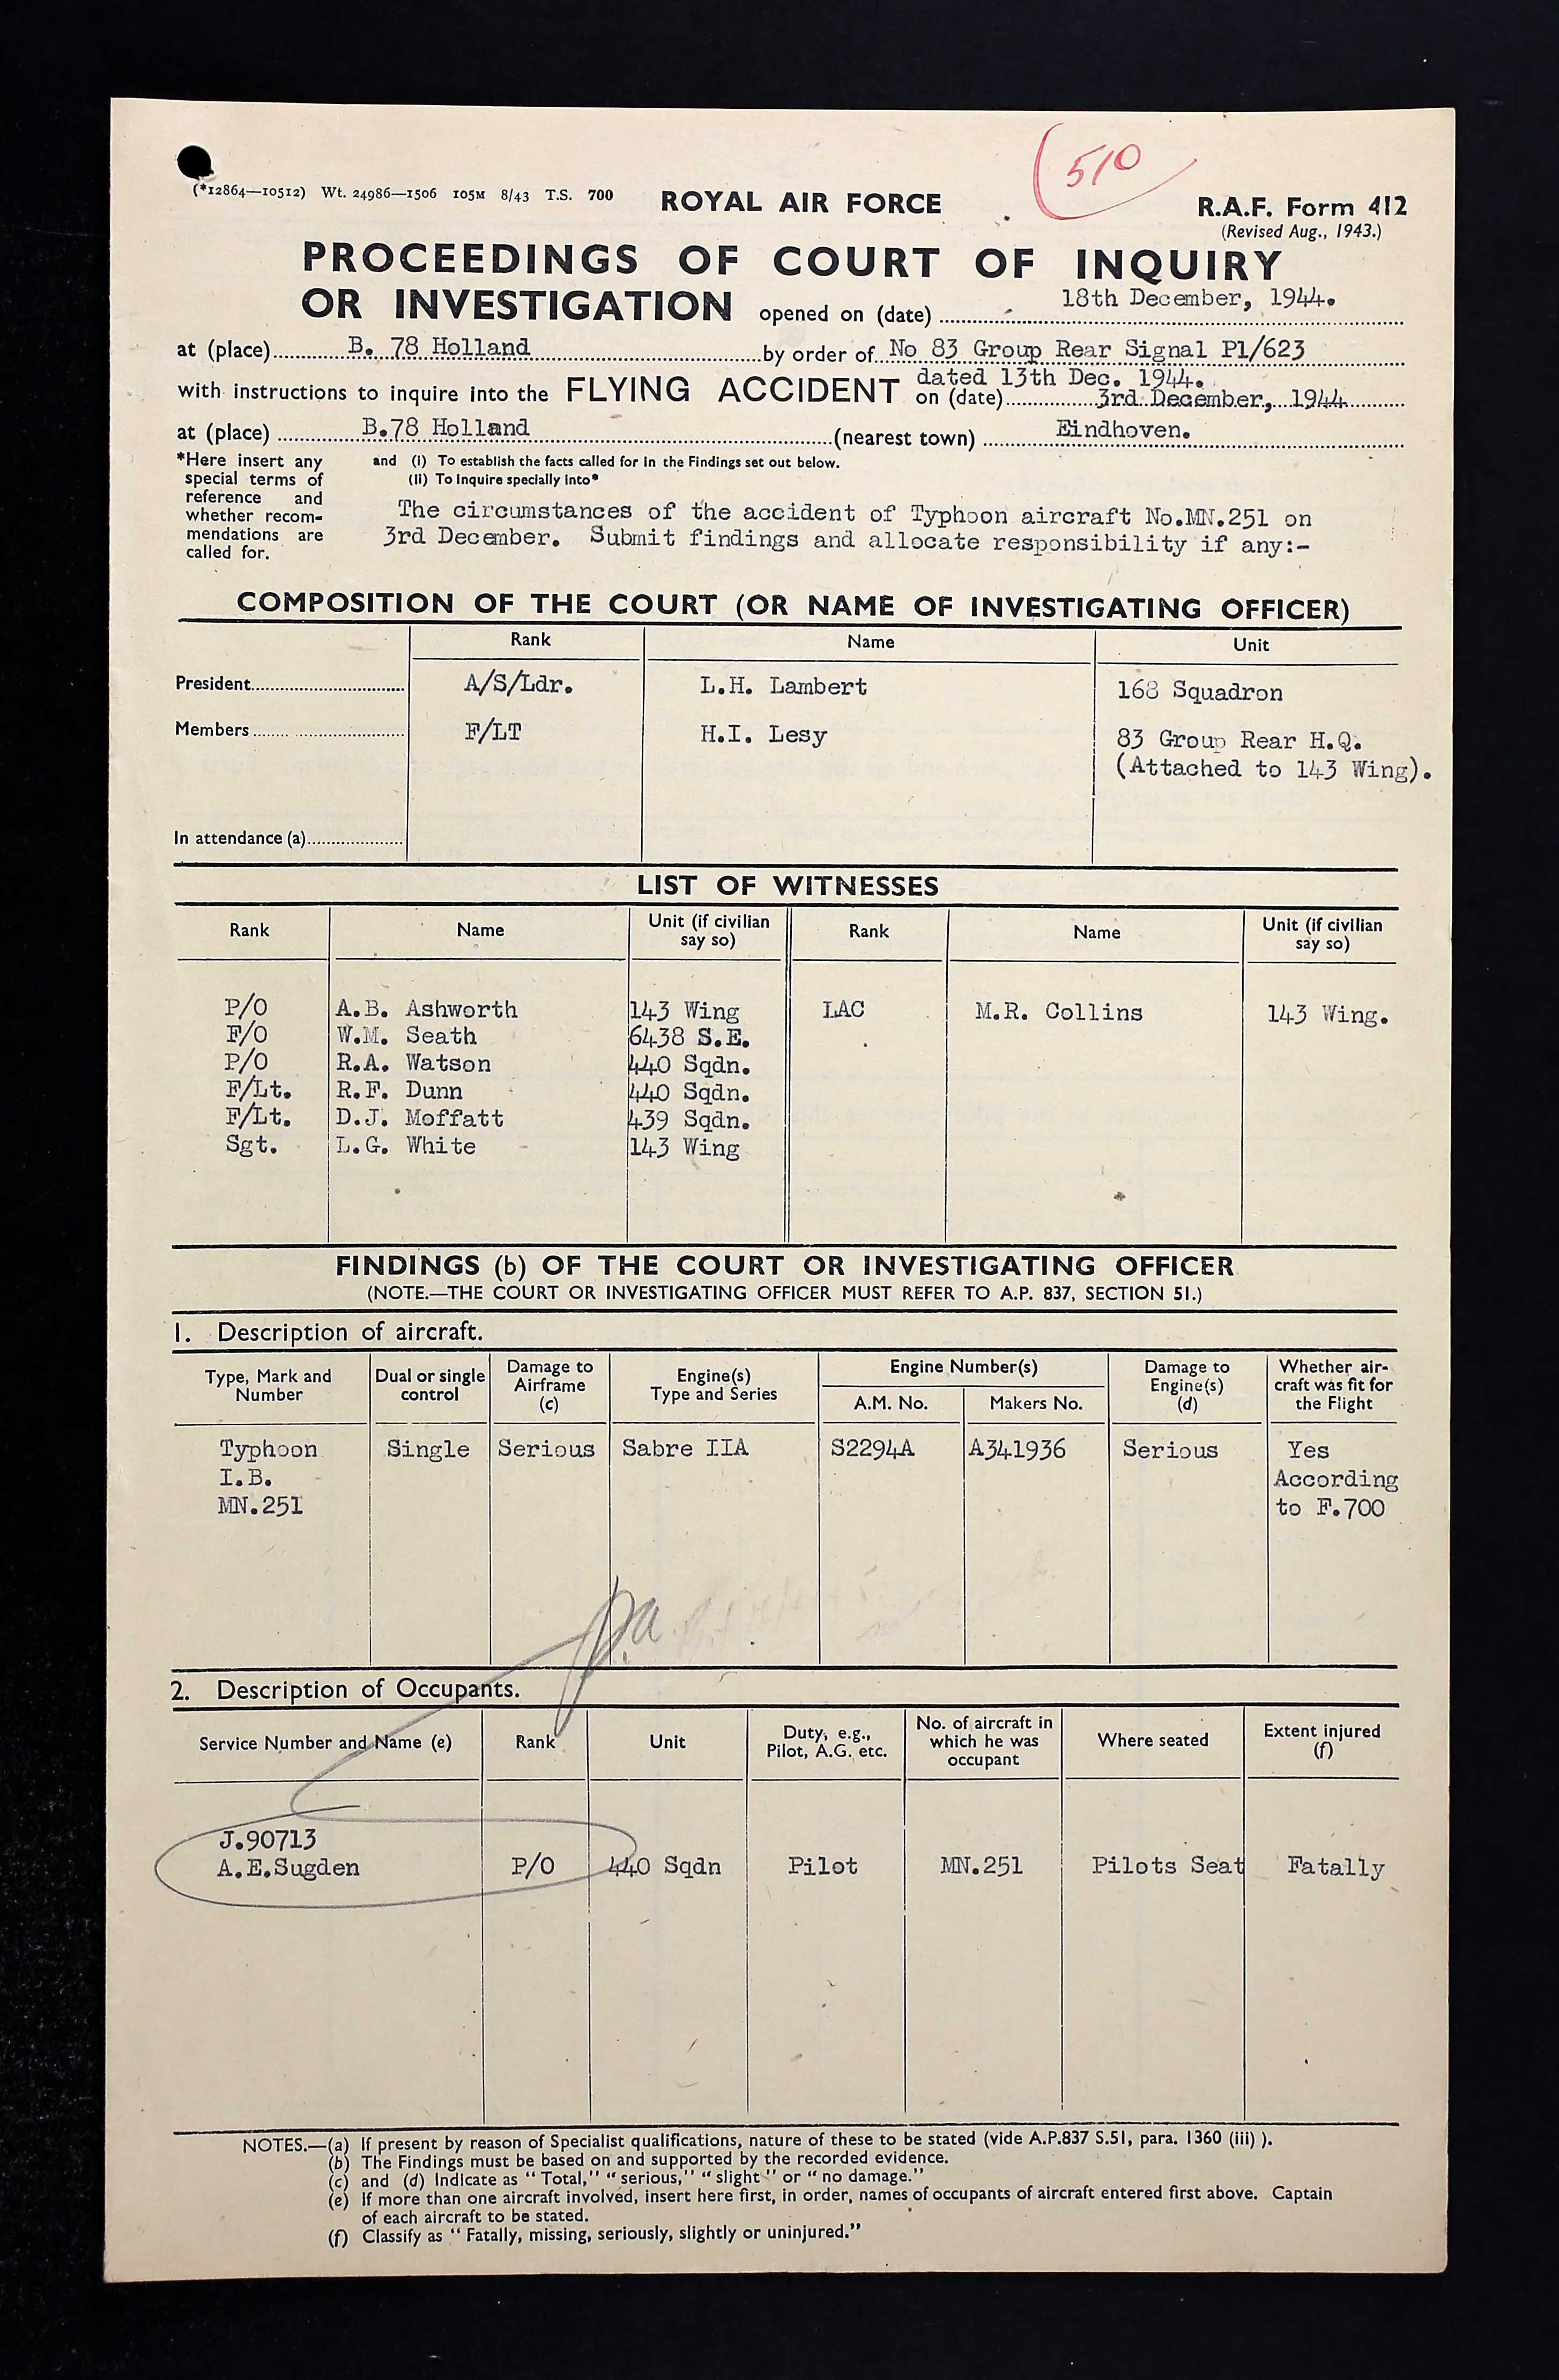 510
(*12864—10512) Wt. 24986—1506 105M 8/43 T.S. 700 ROYAL AIR FORCE R.A.F. Form 412
(Revised Aug., 1943.)
PROCEEDINGS OF COURT OF INQUIRY
OR INVESTIGATION opened on (date) 18th December, 1944.
at (place) B. 78 Holland by order of No 83 Group Rear Signal P1/623
dated 13th Dec. 1944.
with instructions to inquire into the FLYING ACCIDENT on (date) 3rd December, 1944
at (place) B.78 Holland (nearest town) Eindhoven.
*Here insert any
special terms of
reference and
whether recom-
mendations are
called for.
and (i) To establish the facts called for in the Findings set out below.
(ii) To inquire specially into*
The circumstances of the accident of Typhoon aircraft No.MN.251 on
3rd December. Submit findings and allocate responsibility if any:-
COMPOSITION OF THE COURT (OR NAME OF INVESTIGATING OFFICER)
Rank Name Unit
President A/S/Ldr. L.H. Lambert 168 Squadron
Members F/LT H.I. Lesy 83 Group Rear H.Q.
(Attached to 143 Wing).
In attendance (a)
LIST OF WITNESSES
Rank Name Unit (if civilian say so) Rank Name Unit (if civilian say so)
P/O A.B. Ashworth 143 Wing LAC M.R. Collins 143 Wing.
F/O W.M. Seath 6438 S.E.
P/O R.A. Watson 440 Sqdn.
F/Lt. R.F. Dunn 440 Sqdn.
F/Lt. D.J. Moffatt 439 Sqdn.
Sgt. L.G. White 143 Wing
FINDINGS (b) OF THE COURT OR INVESTIGATING OFFICER
(NOTE.—THE COURT OR INVESTIGATING OFFICER MUST REFER TO A.P. 837, SECTION 51.)
1. Description of aircraft.
Type, Mark and Number Dual or single control Damage to Airframe (c) Engine(s) Type and Series Engine Number(s) A.M. No. Makers No. Damage to Engine(s) (d) Whether air-craft was fit for the Flight
Typhoon Single Serious Sabre IIA S2294A A341936 Serious Yes
I.B. According
MN.251 to F.700
p.a.
2. Description of Occupants.
Service Number and Name (e) Rank Unit Duty, e.g., Pilot, A.G. etc. No. of aircraft in which he was occupant Where seated Extent injured (f)
J.90713
A.E.Sugden P/O 440 Sqdn Pilot MN.251 Pilots Seat Fatally
NOTES.—(a) If present by reason of Specialist qualifications, nature of these to be stated (vide A.P.837 S.51, para. 1360 (iii) ).
(b) The Findings must be based on and supported by the recorded evidence.
(c) and (d) Indicate as "Total," "serious," "slight" or "no damage."
(e) If more than one aircraft involved, insert here first, in order, names of occupants of aircraft entered first above. Captain
of each aircraft to be stated.
(f) Classify as "Fatally, missing, seriously, slightly or uninjured."